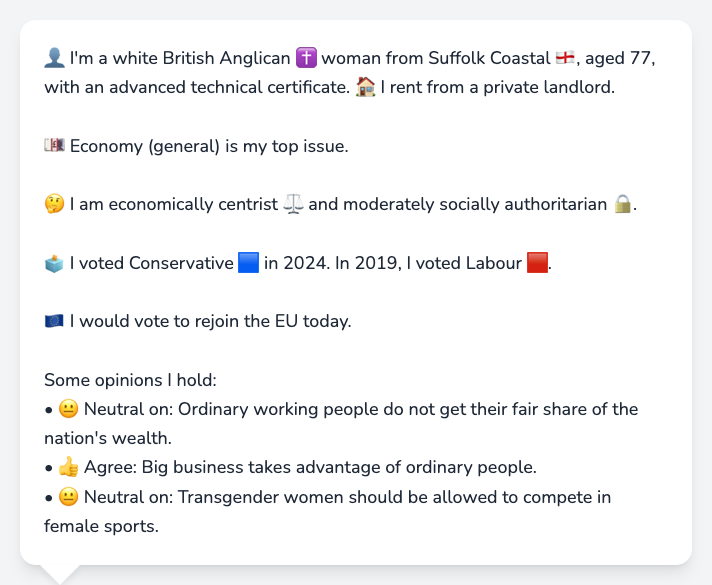 👤 I'm a white British Anglican ✝️ woman from Suffolk Coastal 🏴󠁧󠁢󠁥󠁮󠁧󠁿, aged 77,
with an advanced technical certificate. 🏠 I rent from a private landlord.
💷 Economy (general) is my top issue.
🤔 I am economically centrist ⚖️ and moderately socially authoritarian 🔒.
🗳️ I voted Conservative 🟦 in 2024. In 2019, I voted Labour 🟥.
🇪🇺 I would vote to rejoin the EU today.
Some opinions I hold:
• 😐 Neutral on: Ordinary working people do not get their fair share of the
nation's wealth.
• 👍 Agree: Big business takes advantage of ordinary people.
• 😐 Neutral on: Transgender women should be allowed to compete in
female sports.